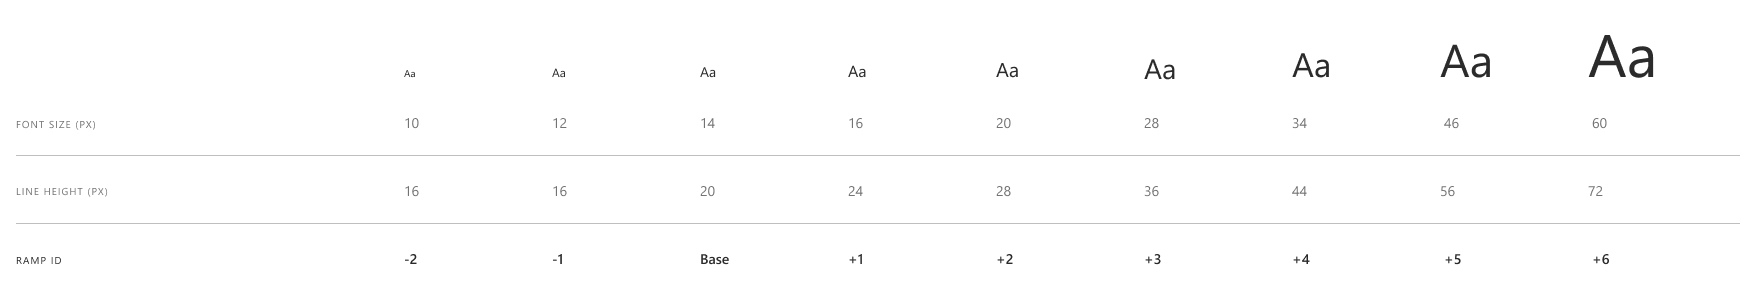 Aa Aa Aa Aa Aa Aa Aa Aa Aa
FONT SIZE (PX) 10 12 14 16 20 28 34 46 60
LINE HEIGHT (PX) 16 16 20 24 28 36 44 56 72
RAMP ID -2 -1 Base +1 +2 +3 +4 +5 +6